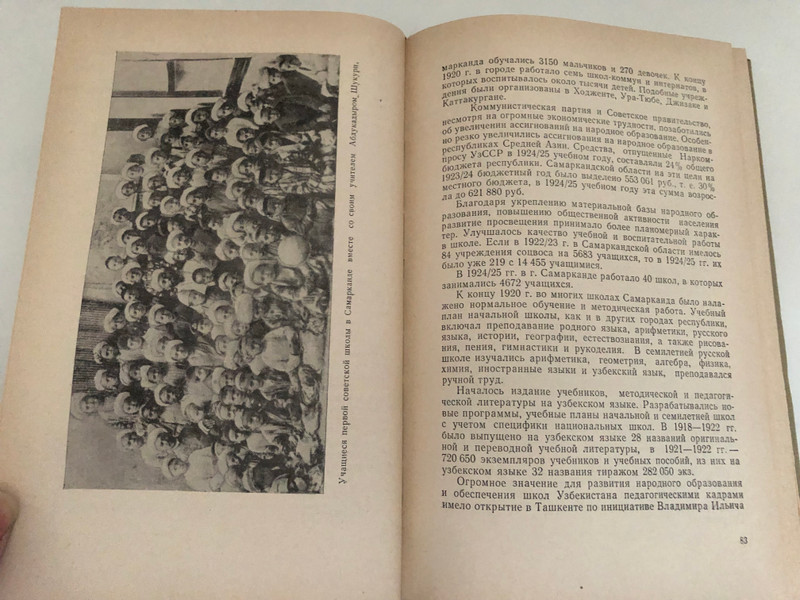 Учащиеся первой советской школы в Самарканде вместе со своим учителем Абдукадыром Шукури.
марканда обучались 3150 мальчиков и 270 девочек. К концу
1920 г. в городе работало семь школ-коммун и интернатов, в
которых воспитывалось около тысячи детей. Подобные учреж-
дения были организованы в Ходженте, Ура-Тюбе, Джизаке и
Каттакургане.
Коммунистическая партия и Советское правительство,
несмотря на огромные экономические трудности, позаботилась
об увеличении ассигнований на народное образование. Особен-
но резко увеличились ассигнования на народное образование в
республиках Средней Азии. Средства, отпущенные Нарком-
просу УзССР в 1924/25 учебном году, составляли 24% общего
бюджета республики. Самаркандской области на эти цели на
1923/24 бюджетный год было выделено 553 061 руб., т. е. 30%
местного бюджета, в 1924/25 учебном году эта сумма возрос-
ла до 621 880 руб.
Благодаря укреплению материальной базы народного об-
разования, повышению общественной активности населения
развитие просвещения принимало более планомерный харак-
тер. Улучшалось качество учебной и воспитательной работы
в школе. Если в 1922/23 г. в Самаркандской области имелось
84 учреждения соцвоса на 5683 учащихся, то в 1924/25 гг. их
было уже 219 с 14 455 учащимися.
В 1924/25 гг. в г. Самарканде работало 40 школ, в которых
занимались 4672 учащихся.
К концу 1920 г. во многих школах Самарканда было нала-
жено нормальное обучение и методическая работа. Учебный
план начальной школы, как и в других городах республики,
включал преподавание родного языка, арифметики, русского
языка, истории, географии, естествознания, а также рисова-
ния, пения, гимнастики и рукоделия. В семилетней русской
школе изучались арифметика, геометрия, алгебра, физика,
химия, иностранные языки и узбекский язык, преподавался
ручной труд.
Началось издание учебников, методической и педагоги-
ческой литературы на узбекском языке. Разрабатывались но-
вые программы, учебные планы начальной и семилетней школ
с учетом специфики национальных школ. В 1918—1922 гг.
было выпущено на узбекском языке 28 названий оригиналь-
ной и переводной учебной литературы, в 1921—1922 гг.—
720 650 экземпляров учебников и учебных пособий, из них на
узбекском языке 32 названия тиражом 282 050 экз.
Огромное значение для развития народного образования
и обеспечения школ Узбекистана педагогическими кадрами
имело открытие в Ташкенте по инициативе Владимира Ильича
83